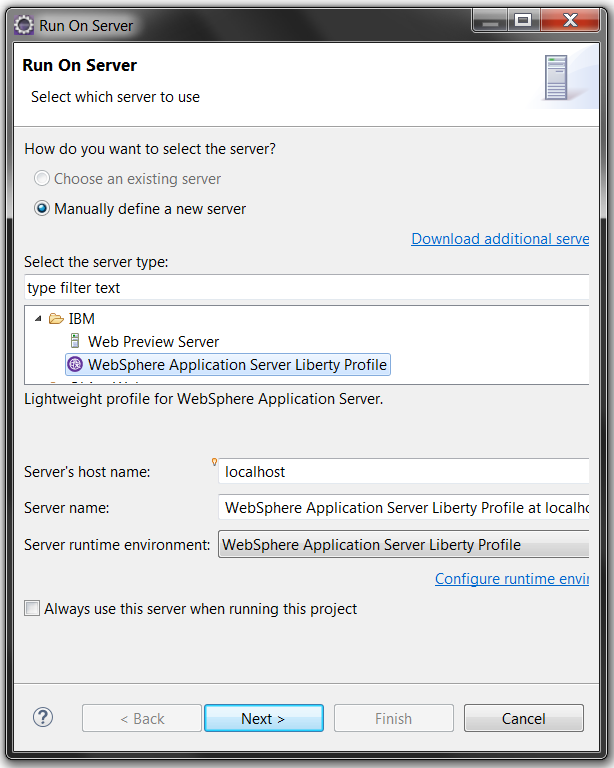 Run On Server
Run On Server
Select which server to use
How do you want to select the server?
Choose an existing server
Manually define a new server
Download additional serve
Select the server type:
type filter text
IBM
Web Preview Server
WebSphere Application Server Liberty Profile
Lightweight profile for WebSphere Application Server.
Server's host name: localhost
Server name: WebSphere Application Server Liberty Profile at localho
Server runtime environment: WebSphere Application Server Liberty Profile
Configure runtime envi
Always use this server when running this project
? < Back Next > Finish Cancel